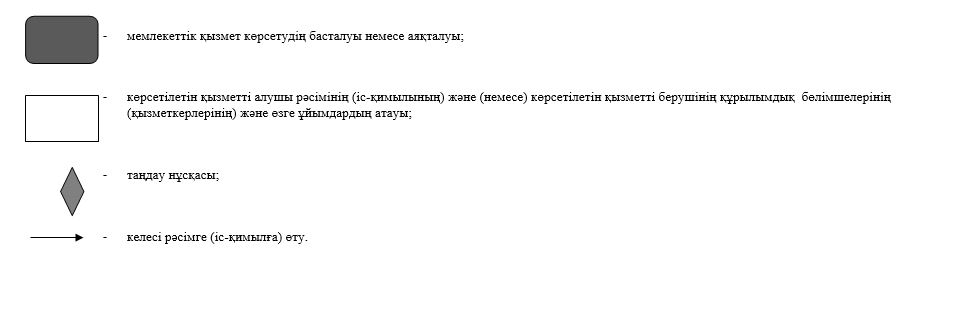 - мемлекеттік қызмет көрсетудің басталуы немесе аяқталуы;
- көрсетілетін қызметті алушы рәсімінің (іс-қимылының) және (немесе) көрсетілетін қызметті берушінің құрылымдық бөлімшелерінің
(қызметкерлерінің) және өзге ұйымдардың атауы;
- таңдау нұсқасы;
- келесі рәсімге (іс-қимылға) өту.